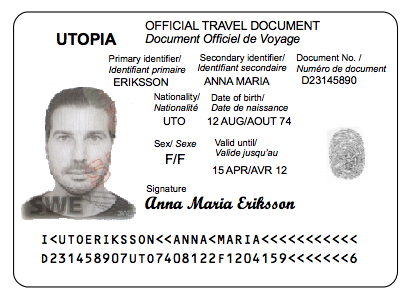 UTOPIA
OFFICIAL TRAVEL DOCUMENT
Document Officiel de Voyage
Primary identifier/
Identifiant primaire
ERIKSSON
Secondary identifier/
Identifiant secondaire
ANNA MARIA
Document No. /
Numéro de document
D23145890
Nationality/
Nationalité
UTO
Date of birth/
Date de naissance
12 AUG/AOUT 74
Sex/ Sexe
F/F
Valid until/
Valide jusqu'au
15 APR/AVR 12
Signature
Anna Maria Eriksson
SWE
I<UTOERIKSSON<<ANNA<MARIA<<<<<<<<<<<
D231458907UTO7408122F1204159<<<<<<<6